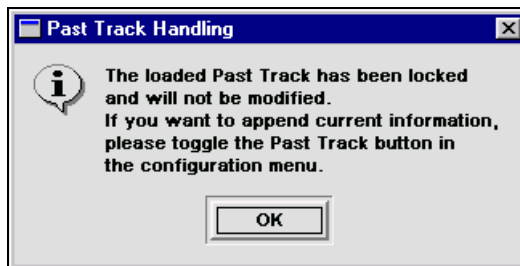 Past Track Handling
The loaded Past Track has been locked
and will not be modified.
If you want to append current information,
please toggle the Past Track button in
the configuration menu.
OK